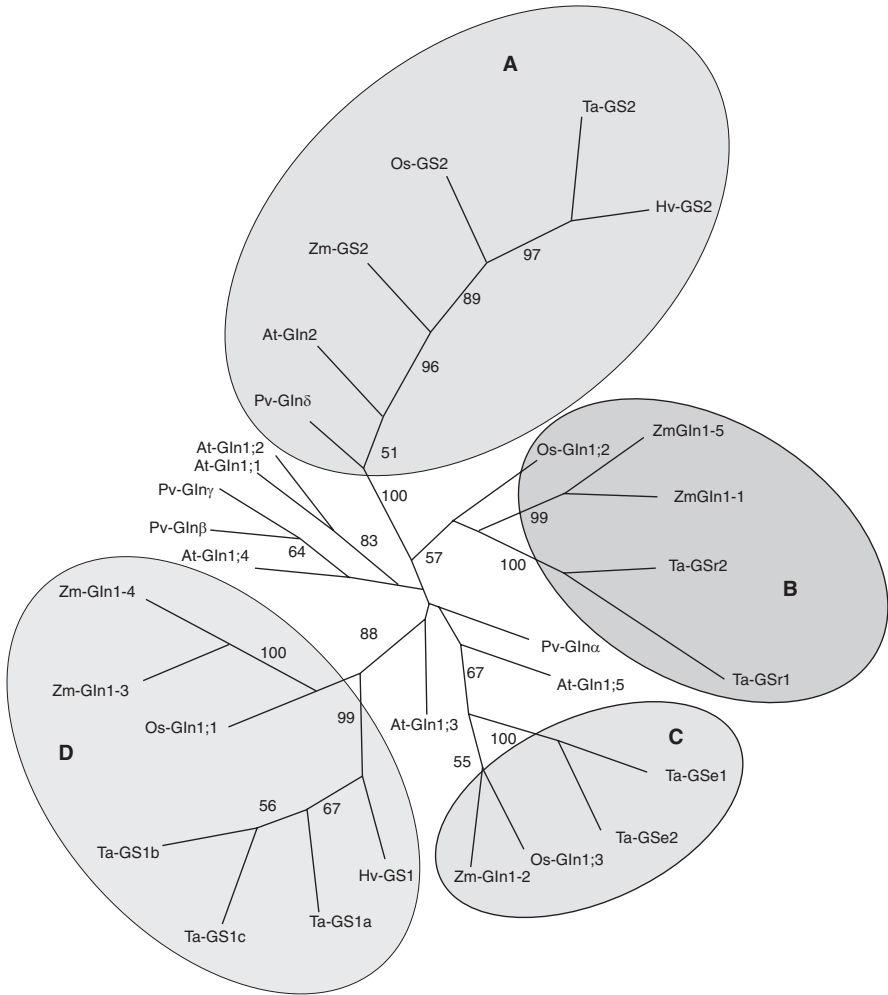 A
Ta-GS2
Os-GS2
Hv-GS2
Zm-GS2
97
89
At-Gln2
96
Pv-Glnδ
51
ZmGln1-5
At-Gln1;2
Os-Gln1;2
At-Gln1;1
Pv-Glnγ
100
ZmGln1-1
99
Pv-Glnβ
83
64
At-Gln1;4
57
100
Ta-GSr2
B
Zm-Gln1-4
88
Pv-Glnα
100
67
Ta-GSr1
Zm-Gln1-3
At-Gln1;5
99
Os-Gln1;1
At-Gln1;3
D
100
C
55
Ta-GSe1
56
67
Ta-GSe2
Ta-GS1b
Os-Gln1;3
Hv-GS1
Zm-Gln1-2
Ta-GS1a
Ta-GS1c